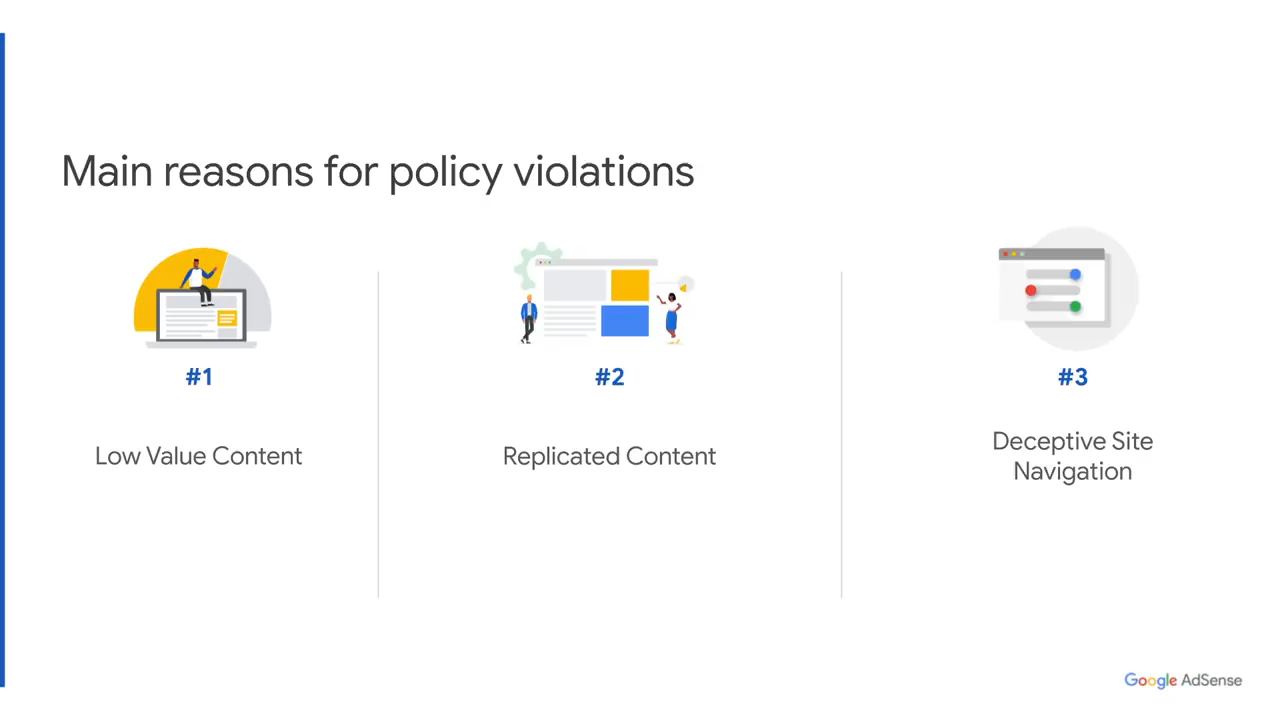 Main reasons for policy violations
#1
Low Value Content
#2
Replicated Content
#3
Deceptive Site
Navigation
Google AdSense